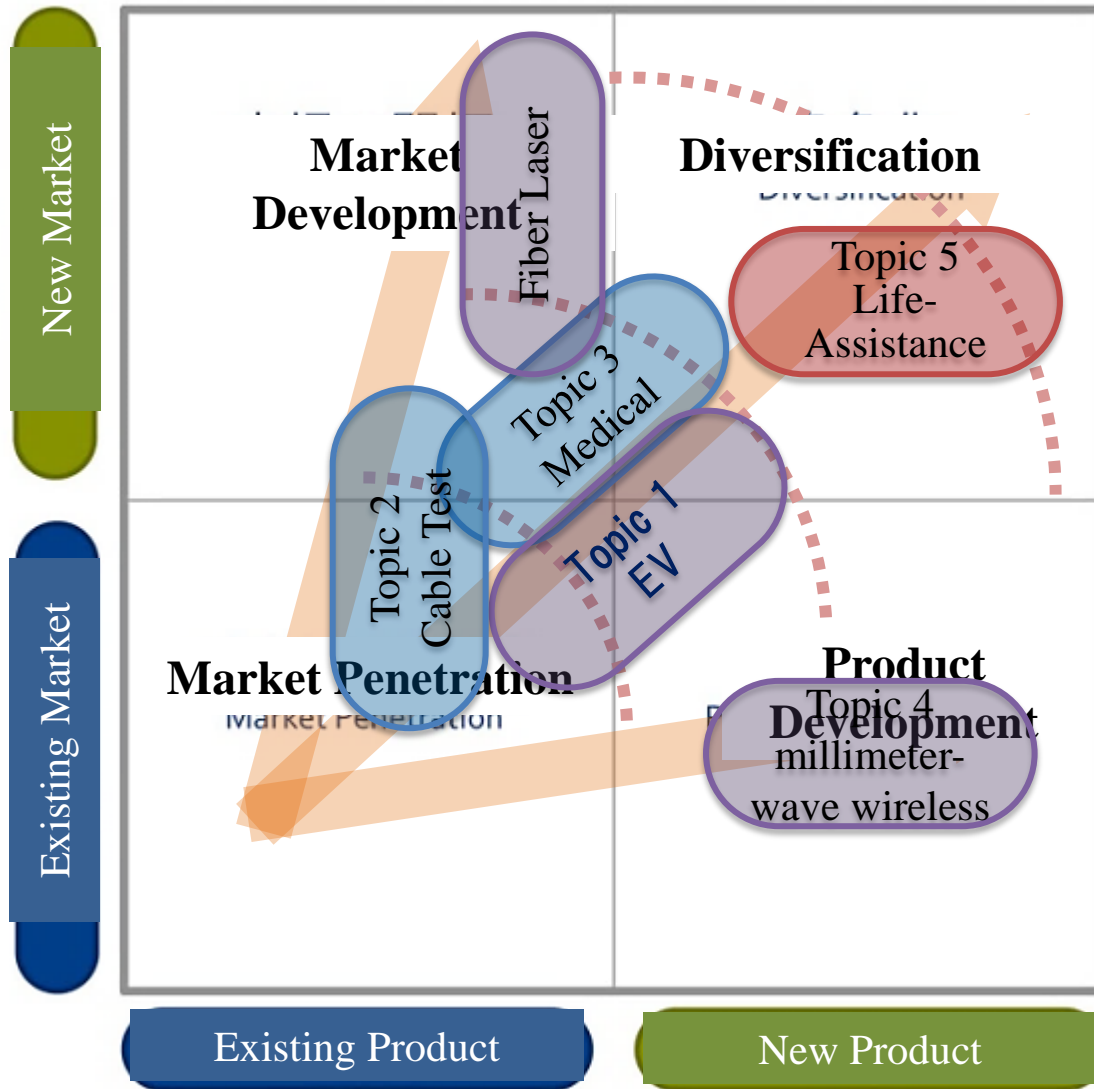 New Market
Existing Market
Market
Development
Diversification
Diversification
Fiber Laser
Topic 5
Life-
Assistance
Topic 3
Medical
Topic 2
Cable Test
Topic 1
EV
Market Penetration
Market Penetration
Product
Development
Topic 4
millimeter-
wave wireless
Existing Product
New Product